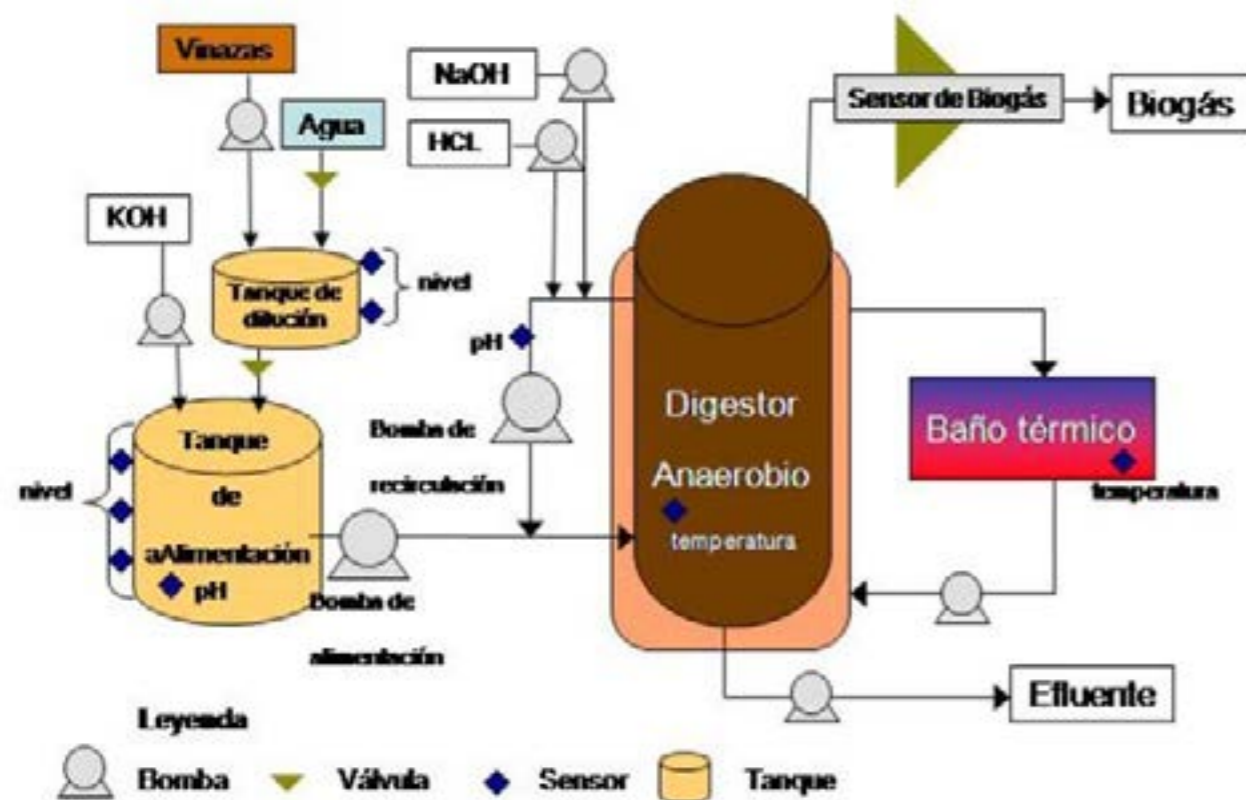 Vinazas
NaOH
Sensor de Biogás
Biogás
Agua
HCL
KOH
Tanque de
dilución
nivel
pH
Digestor
Anaerobio
temperatura
Baño térmico
temperatura
Tanque
de
aAlimentación
pH
nivel
Bomba de
recirculación
Bomba de
alimentación
Efluente
Leyenda
Bomba
Válvula
Sensor
Tanque